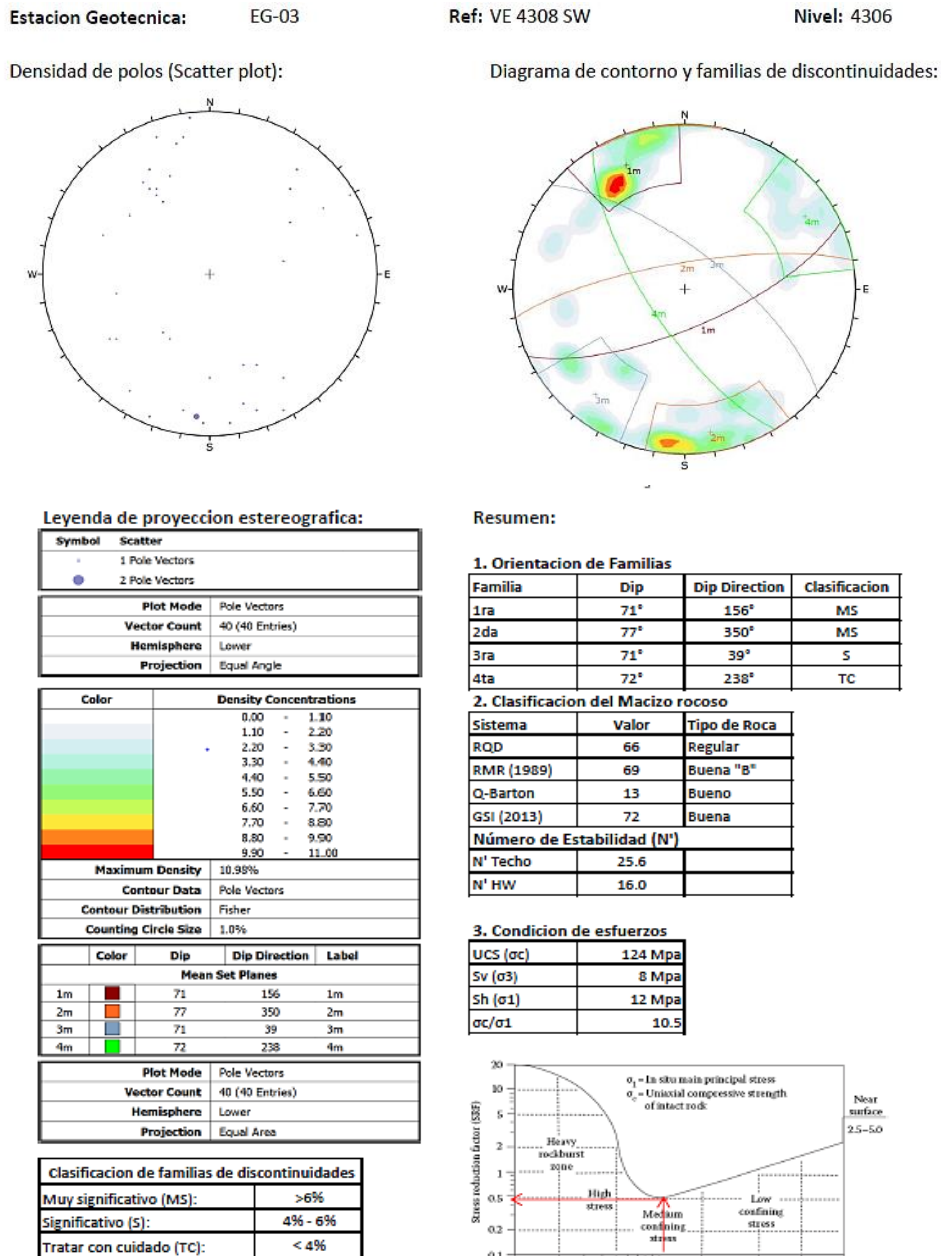 Estacion Geotecnica: EG-03 Ref: VE 4308 SW Nivel: 4306
Densidad de polos (Scatter plot): Diagrama de contorno y familias de discontinuidades:
N
W
E
S
N
1m
4m
2m
3m
W
E
4m
1m
3m
2m
S
Leyenda de proyeccion estereografica:
Symbol Scatter
1 Pole Vectors
2 Pole Vectors
Plot Mode Pole Vectors
Vector Count 40 (40 Entries)
Hemisphere Lower
Projection Equal Angle
Color Density Concentrations
0.00 - 1.10
1.10 - 2.20
2.20 - 3.30
3.30 - 4.40
4.40 - 5.50
5.50 - 6.60
6.60 - 7.70
7.70 - 8.80
8.80 - 9.90
9.90 - 11.00
Maximum Density 10.98%
Contour Data Pole Vectors
Contour Distribution Fisher
Counting Circle Size 1.0%
Color Dip Dip Direction Label
Mean Set Planes
1m 71 156 1m
2m 77 350 2m
3m 71 39 3m
4m 72 238 4m
Plot Mode Pole Vectors
Vector Count 40 (40 Entries)
Hemisphere Lower
Projection Equal Area
Clasificacion de familias de discontinuidades
Muy significativo (MS): >6%
Significativo (S): 4% - 6%
Tratar con cuidado (TC): < 4%
Resumen:
1. Orientacion de Familias
Familia Dip Dip Direction Clasificacion
1ra 71° 156° MS
2da 77° 350° MS
3ra 71° 39° S
4ta 72° 238° TC
2. Clasificacion del Macizo rocoso
Sistema Valor Tipo de Roca
RQD 66 Regular
RMR (1989) 69 Buena "B"
Q-Barton 13 Bueno
GSI (2013) 72 Buena
Número de Estabilidad (N')
N' Techo 25.6
N' HW 16.0
3. Condicion de esfuerzos
UCS (σc) 124 Mpa
Sv (σ3) 8 Mpa
Sh (σ1) 12 Mpa
σc/σ1 10.5
Stress reduction factor (SRF)
20
10
5
2
1
0.5
0.2
0.1
σ1 = In situ main principal stress
σc = Uniaxial compressive strength
of intact rock
Near
surface
2.5–5.0
Heavy
rockburst
zone
High
stress
Medium
confining
stress
Low
confining
stress